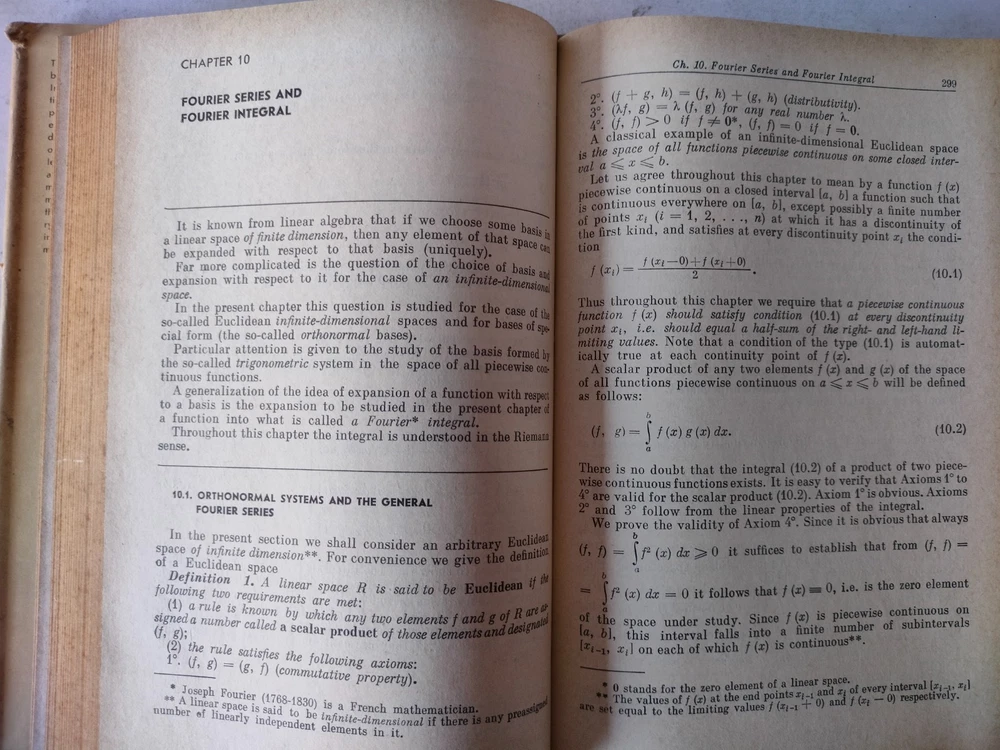 CHAPTER 10
FOURIER SERIES AND
FOURIER INTEGRAL
It is known from linear algebra that if we choose some basis in
a linear space of finite dimension, then any element of that space can
be expanded with respect to that basis (uniquely).
Far more complicated is the question of the choice of basis and
expansion with respect to it for the case of an infinite-dimensional
space.
In the present chapter this question is studied for the case of the
so-called Euclidean infinite-dimensional spaces and for bases of spe-
cial form (the so-called orthonormal bases).
Particular attention is given to the study of the basis formed by
the so-called trigonometric system in the space of all piecewise con-
tinuous functions.
A generalization of the idea of expansion of a function with respect
to a basis is the expansion to be studied in the present chapter of
a function into what is called a Fourier* integral.
Throughout this chapter the integral is understood in the Riemann
sense.
10.1. ORTHONORMAL SYSTEMS AND THE GENERAL
FOURIER SERIES
In the present section we shall consider an arbitrary Euclidean
space of infinite dimension**. For convenience we give the definition
of a Euclidean space
Definition 1. A linear space R is said to be Euclidean if the
following two requirements are met:
(1) a rule is known by which any two elements f and g of R are as-
signed a number called a scalar product of those elements and designated
(f, g);
(2) the rule satisfies the following axioms:
1°. (f, g) = (g, f) (commutative property).
* Joseph Fourier (1768-1830) is a French mathematician.
** A linear space is said to be infinite-dimensional if there is any preassigned
number of linearly independent elements in it.
Ch. 10. Fourier Series and Fourier Integral 299
2°. (f + g, h) = (f, h) + (g, h) (distributivity).
3°. (λf, g) = λ (f, g) for any real number λ.
4°. (f, f) > 0 if f ≠ 0*, (f, f) = 0 if f = 0.
A classical example of an infinite-dimensional Euclidean space
is the space of all functions piecewise continuous on some closed inter-
val a ⩽ x ⩽ b.
Let us agree throughout this chapter to mean by a function f (x)
piecewise continuous on a closed interval [a, b] a function such that
is continuous everywhere on [a, b], except possibly a finite number
of points xᵢ (i = 1, 2, . . ., n) at which it has a discontinuity of
the first kind, and satisfies at every discontinuity point xᵢ the condi-
tion
f (xᵢ) = f (xᵢ−0)+f (xᵢ+0) / 2 . (10.1)
Thus throughout this chapter we require that a piecewise continuous
function f (x) should satisfy condition (10.1) at every discontinuity
point xᵢ, i.e. should equal a half-sum of the right- and left-hand li-
miting values. Note that a condition of the type (10.1) is automat-
ically true at each continuity point of f (x).
A scalar product of any two elements f (x) and g (x) of the space
of all functions piecewise continuous on a ⩽ x ⩽ b will be defined
as follows:
(f, g) = ∫ₐᵇ f (x) g (x) dx. (10.2)
There is no doubt that the integral (10.2) of a product of two piece-
wise continuous functions exists. It is easy to verify that Axioms 1° to
4° are valid for the scalar product (10.2). Axiom 1° is obvious. Axioms
2° and 3° follow from the linear properties of the integral.
We prove the validity of Axiom 4°. Since it is obvious that always
(f, f) = ∫ₐᵇ f² (x) dx ⩾ 0 it suffices to establish that from (f, f) =
= ∫ₐᵇ f² (x) dx = 0 it follows that f (x) ≡ 0, i.e. is the zero element
of the space under study. Since f (x) is piecewise continuous on
[a, b], this interval falls into a finite number of subintervals
[xᵢ₋₁, xᵢ] on each of which f (x) is continuous**.
* 0 stands for the zero element of a linear space.
** The values of f (x) at the end points xᵢ₋₁ and xᵢ of every interval [xᵢ₋₁, xᵢ]
are set equal to the limiting values f (xᵢ₋₁ + 0) and f (xᵢ − 0) respectively.